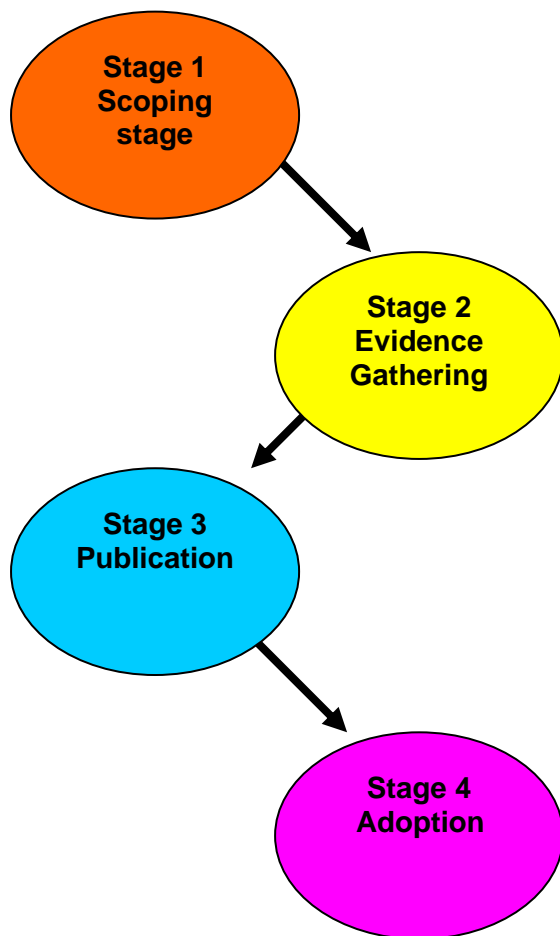 Stage 1
Scoping
stage
Stage 2
Evidence
Gathering
Stage 3
Publication
Stage 4
Adoption